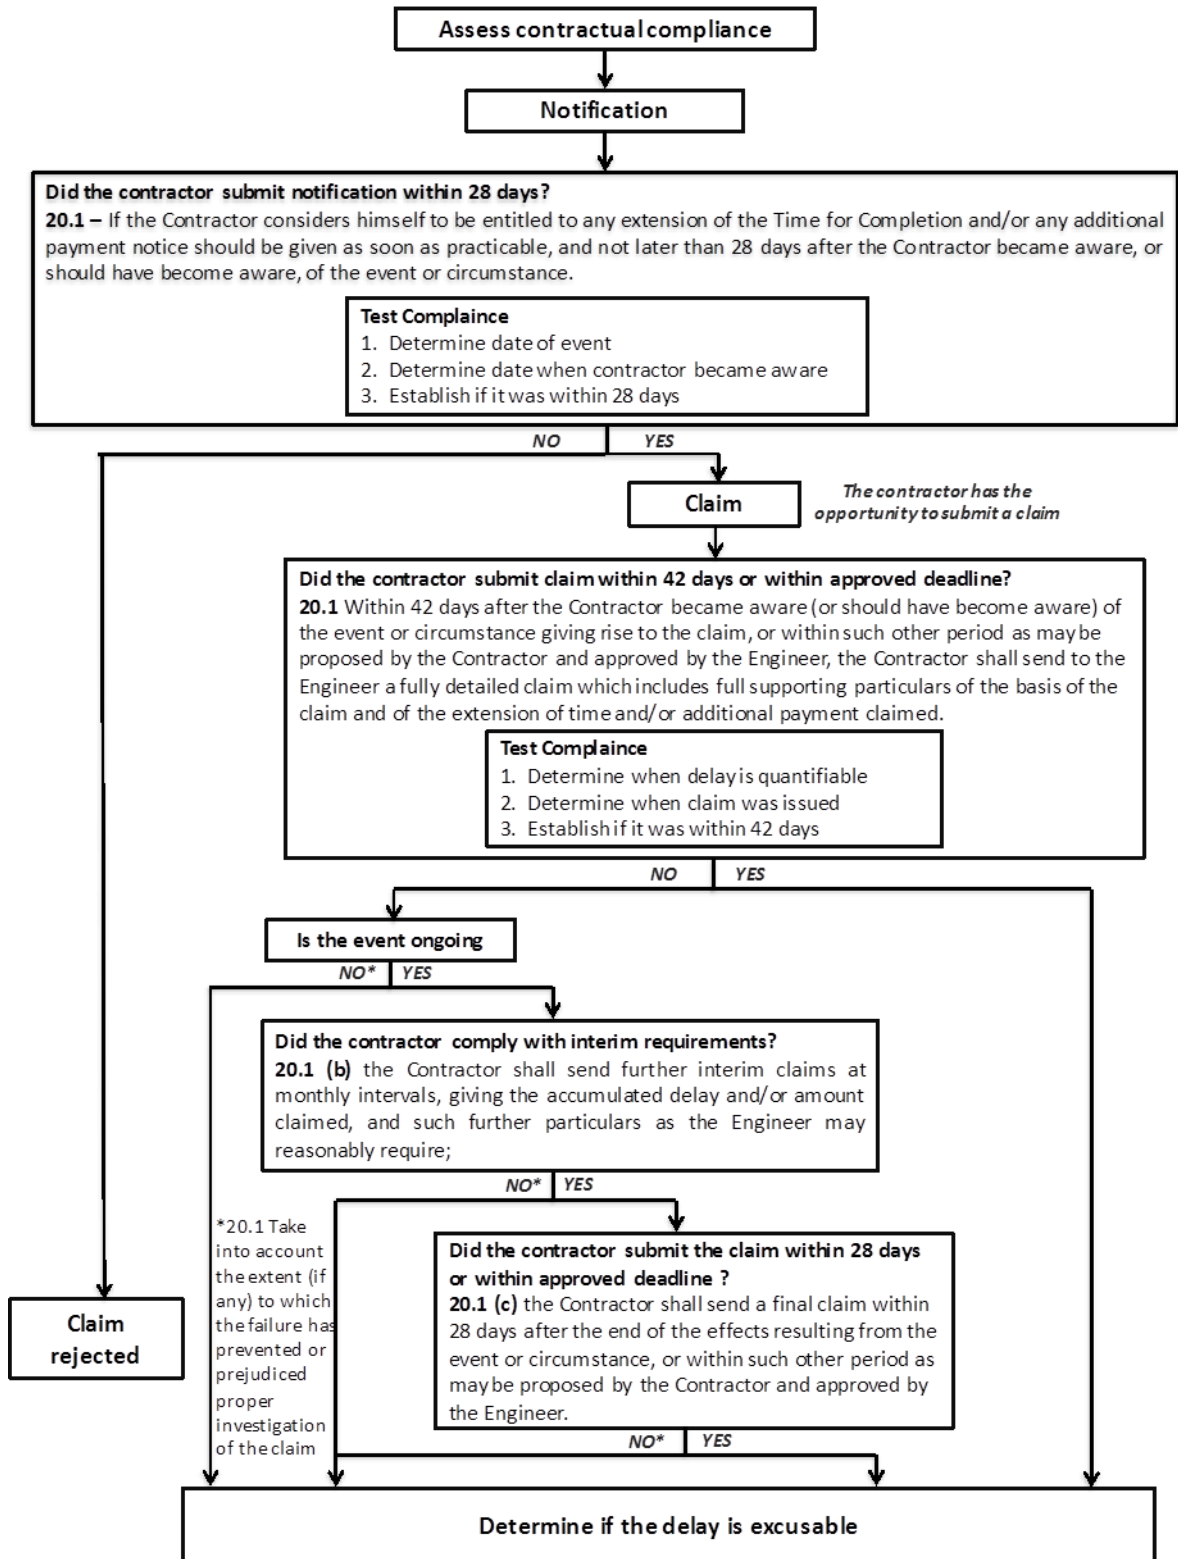 Assess contractual compliance
Notification
Did the contractor submit notification within 28 days?
20.1 – If the Contractor considers himself to be entitled to any extension of the Time for Completion and/or any additional
payment notice should be given as soon as practicable, and not later than 28 days after the Contractor became aware, or
should have become aware, of the event or circumstance.
Test Complaince
1. Determine date of event
2. Determine date when contractor became aware
3. Establish if it was within 28 days
NO YES
Claim
The contractor has the
opportunity to submit a claim
Did the contractor submit claim within 42 days or within approved deadline?
20.1 Within 42 days after the Contractor became aware (or should have become aware) of
the event or circumstance giving rise to the claim, or within such other period as may be
proposed by the Contractor and approved by the Engineer, the Contractor shall send to the
Engineer a fully detailed claim which includes full supporting particulars of the basis of the
claim and of the extension of time and/or additional payment claimed.
Test Complaince
1. Determine when delay is quantifiable
2. Determine when claim was issued
3. Establish if it was within 42 days
NO YES
Is the event ongoing
NO* YES
Did the contractor comply with interim requirements?
20.1 (b) the Contractor shall send further interim claims at
monthly intervals, giving the accumulated delay and/or amount
claimed, and such further particulars as the Engineer may
reasonably require;
NO* YES
*20.1 Take
into account
the extent (if
any) to which
the failure has
prevented or
prejudiced
proper
investigation
of the claim
Did the contractor submit the claim within 28 days
or within approved deadline ?
20.1 (c) the Contractor shall send a final claim within
28 days after the end of the effects resulting from the
event or circumstance, or within such other period as
may be proposed by the Contractor and approved by
the Engineer.
Claim
rejected
NO* YES
Determine if the delay is excusable